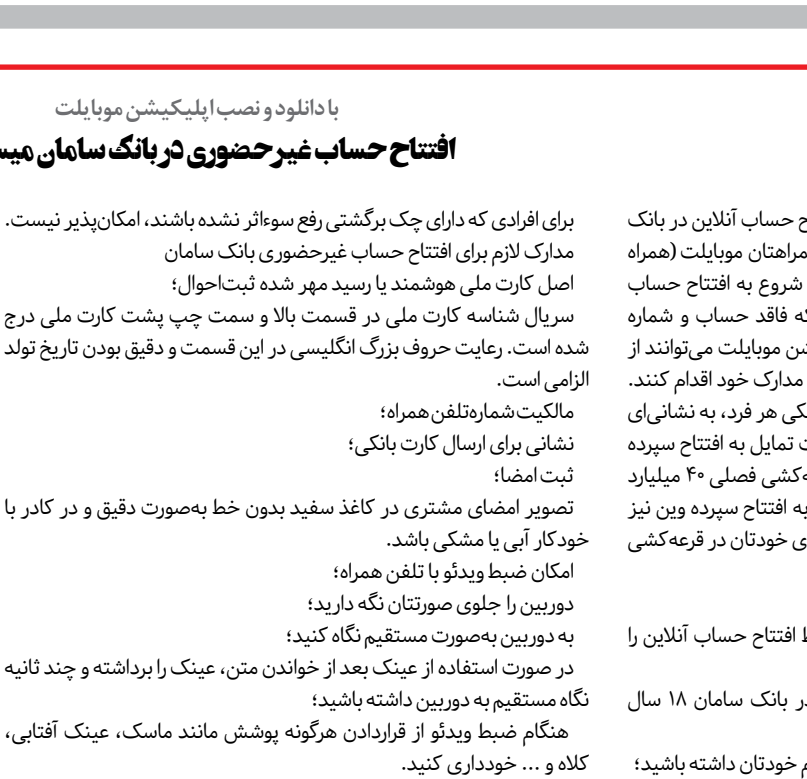 با دانلود و نصب اپلیکیشن موبایلت
افتتاح حساب غیرحضوری در بانک سامان
حساب آنلاین در بانک
همراهتان موبایلت (همراه
شروع به افتتاح حساب
که فاقد حساب و شماره
موبایلت می‌توانند از
مدارک خود اقدام کنند.
هر فرد، به نشانی‌ای
تمایل به افتتاح سپرده
فصلی ۴۰ میلیارد
به افتتاح سپرده وین نیز
خودتان در قرعه‌کشی
افتتاح حساب آنلاین را
در بانک سامان ۱۸ سال
خودتان داشته باشید؛
برای افرادی که دارای چک برگشتی رفع سوءاثر نشده باشند، امکان‌پذیر نیست.
مدارک لازم برای افتتاح حساب غیرحضوری بانک سامان
اصل کارت ملی هوشمند یا رسید مهر شده ثبت‌احوال؛
سریال شناسه کارت ملی در قسمت بالا و سمت چپ پشت کارت ملی درج
شده است. رعایت حروف بزرگ انگلیسی در این قسمت و دقیق بودن تاریخ تولد
الزامی است.
مالکیت شماره‌تلفن همراه؛
نشانی برای ارسال کارت بانکی؛
ثبت امضا؛
تصویر امضای مشتری در کاغذ سفید بدون خط به‌صورت دقیق و در کادر با
خودکار آبی یا مشکی باشد.
امکان ضبط ویدئو با تلفن همراه؛
دوربین را جلوی صورتتان نگه دارید؛
به دوربین به‌صورت مستقیم نگاه کنید؛
در صورت استفاده از عینک بعد از خواندن متن، عینک را برداشته و چند ثانیه
نگاه مستقیم به دوربین داشته باشید؛
هنگام ضبط ویدئو از قراردادن هرگونه پوشش مانند ماسک، عینک آفتابی،
کلاه و ... خودداری کنید.